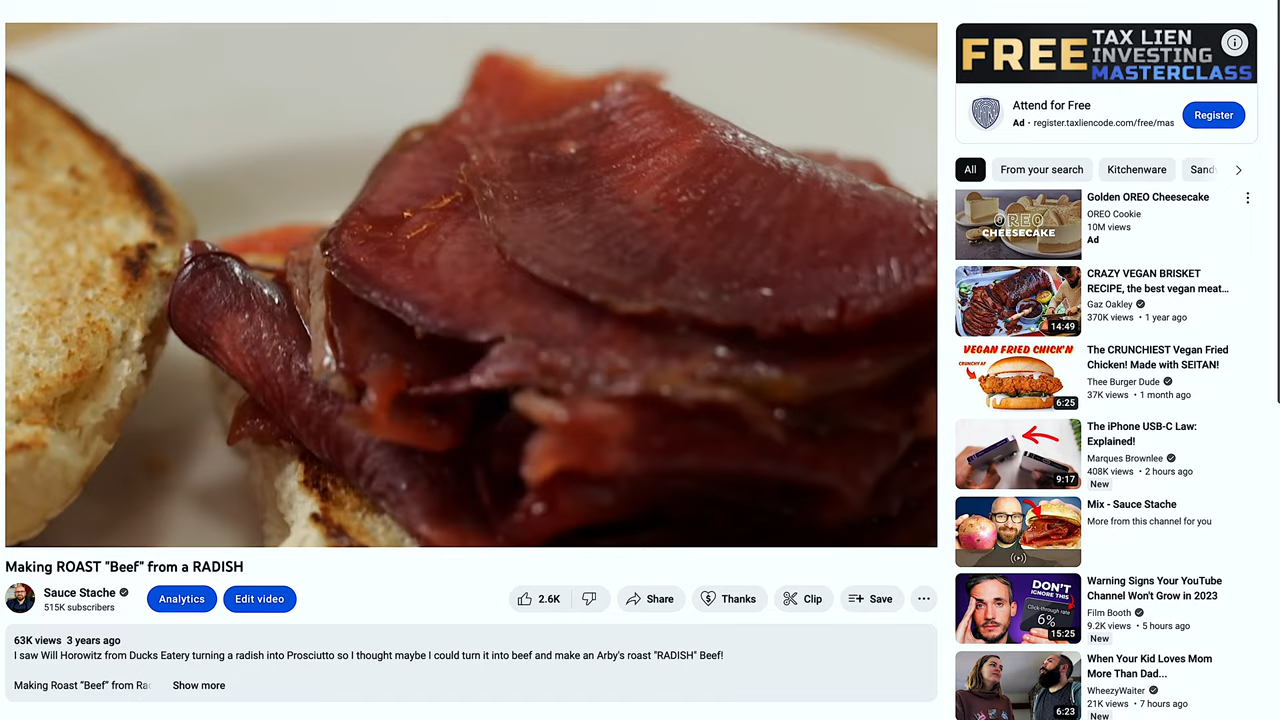 Making ROAST "Beef" from a RADISH
Sauce Stache
515K subscribers
Analytics
Edit video
2.6K
Share
Thanks
Clip
Save
63K views 3 years ago
I saw Will Horowitz from Ducks Eatery turning a radish into Prosciutto so I thought maybe I could turn it into beef and make an Arby's roast "RADISH" Beef!
Making Roast "Beef" from Ra
Show more
FREE
TAX LIEN
INVESTING
MASTERCLASS
Attend for Free
Ad · register.taxliencode.com/free/mas
Register
All
From your search
Kitchenware
Sand
OREO
CHEESECAKE
Golden OREO Cheesecake
OREO Cookie
10M views
Ad
14:49
CRAZY VEGAN BRISKET
RECIPE, the best vegan meat...
Gaz Oakley
370K views • 1 year ago
VEGAN FRIED CHICK'N
CRUNCHY AF
6:25
The CRUNCHIEST Vegan Fried
Chicken! Made with SEITAN!
Thee Burger Dude
37K views • 1 month ago
9:17
The iPhone USB-C Law:
Explained!
Marques Brownlee
408K views • 2 hours ago
New
Mix - Sauce Stache
More from this channel for you
DON'T
IGNORE THIS
Click-through rate
6%
15:25
Warning Signs Your YouTube
Channel Won't Grow in 2023
Film Booth
9.2K views • 5 hours ago
New
6:23
When Your Kid Loves Mom
More Than Dad...
WheezyWaiter
21K views • 7 hours ago
New